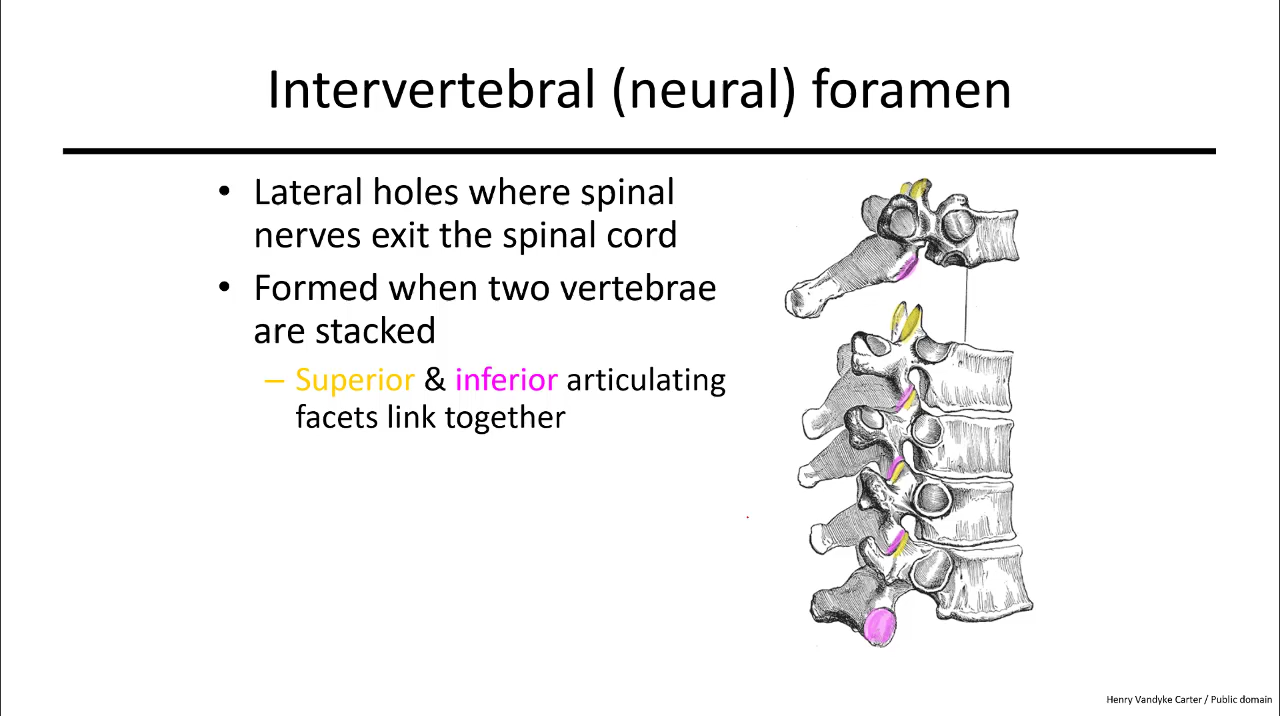 Intervertebral (neural) foramen
• Lateral holes where spinal
nerves exit the spinal cord
• Formed when two vertebrae
are stacked
– Superior & inferior articulating
facets link together
Henry Vandyke Carter / Public domain